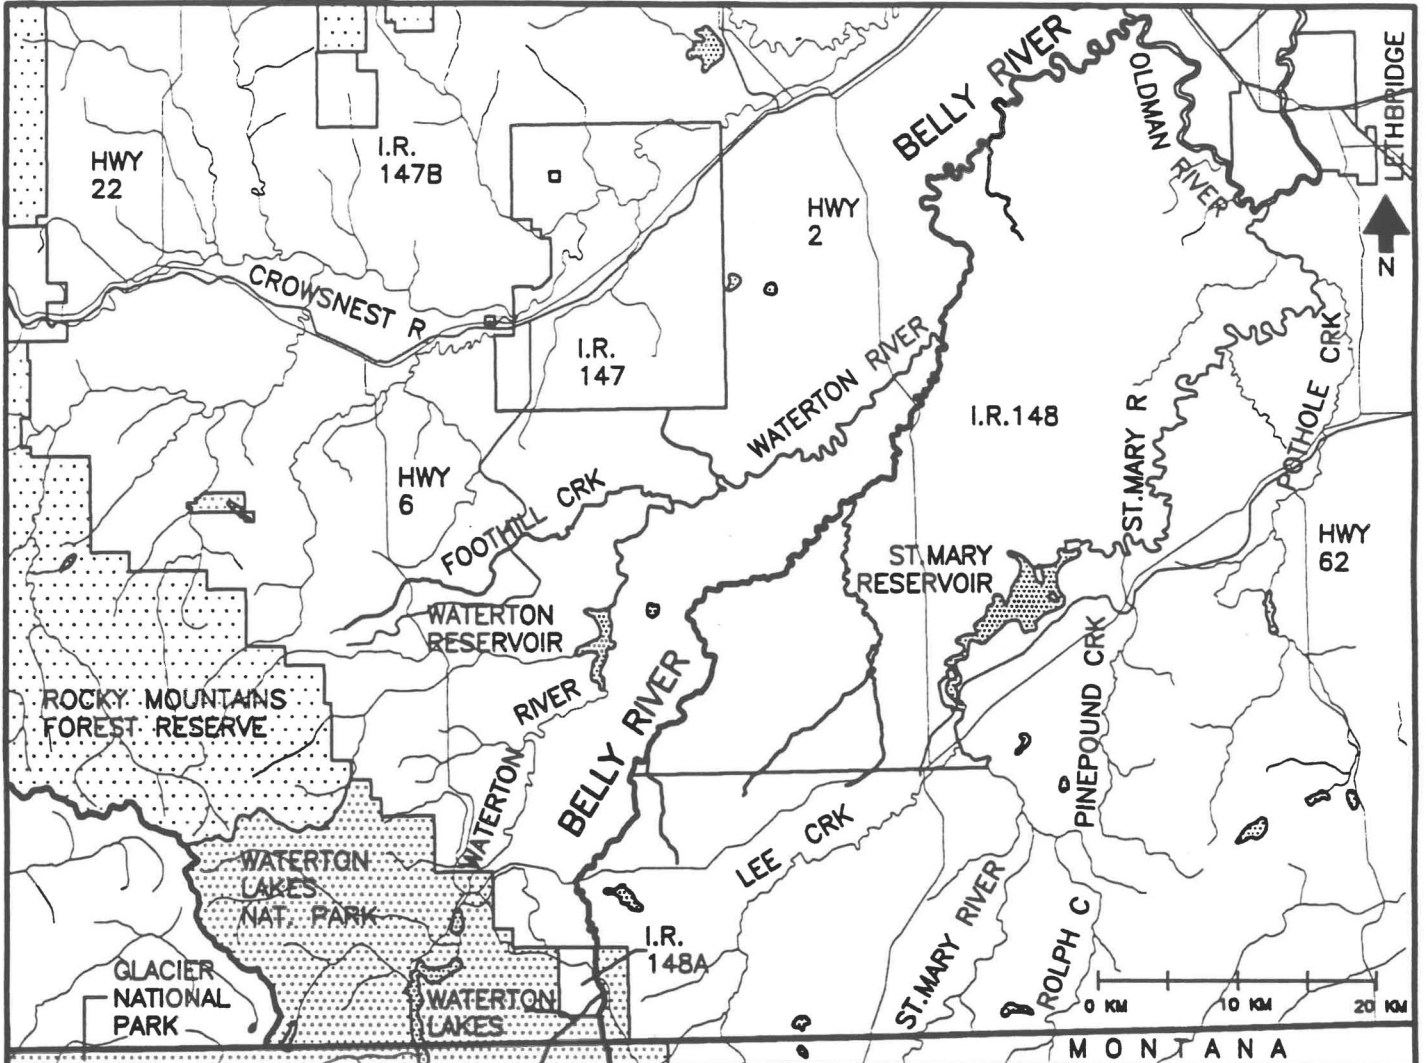 BELLY RIVER
OLDMAN RIVER
LETHBRIDGE
HWY
22
I.R.
147B
HWY
2
N
CROWSNEST R
I.R.
147
WATERTON RIVER
I.R.148
ST.MARY R
POTHOLE CRK
HWY
6
FOOTHILL CRK
HWY
62
ST.MARY
RESERVOIR
WATERTON
RESERVOIR
PINEPOUND CRK
ROCKY MOUNTAINS
FOREST RESERVE
WATERTON RIVER
BELLY RIVER
LEE CRK
WATERTON
LAKES
NAT. PARK
ST.MARY RIVER
ROLPH C
I.R.
148A
GLACIER
NATIONAL
PARK
WATERTON
LAKES
0 KM 10 KM 20 KM
MONTANA